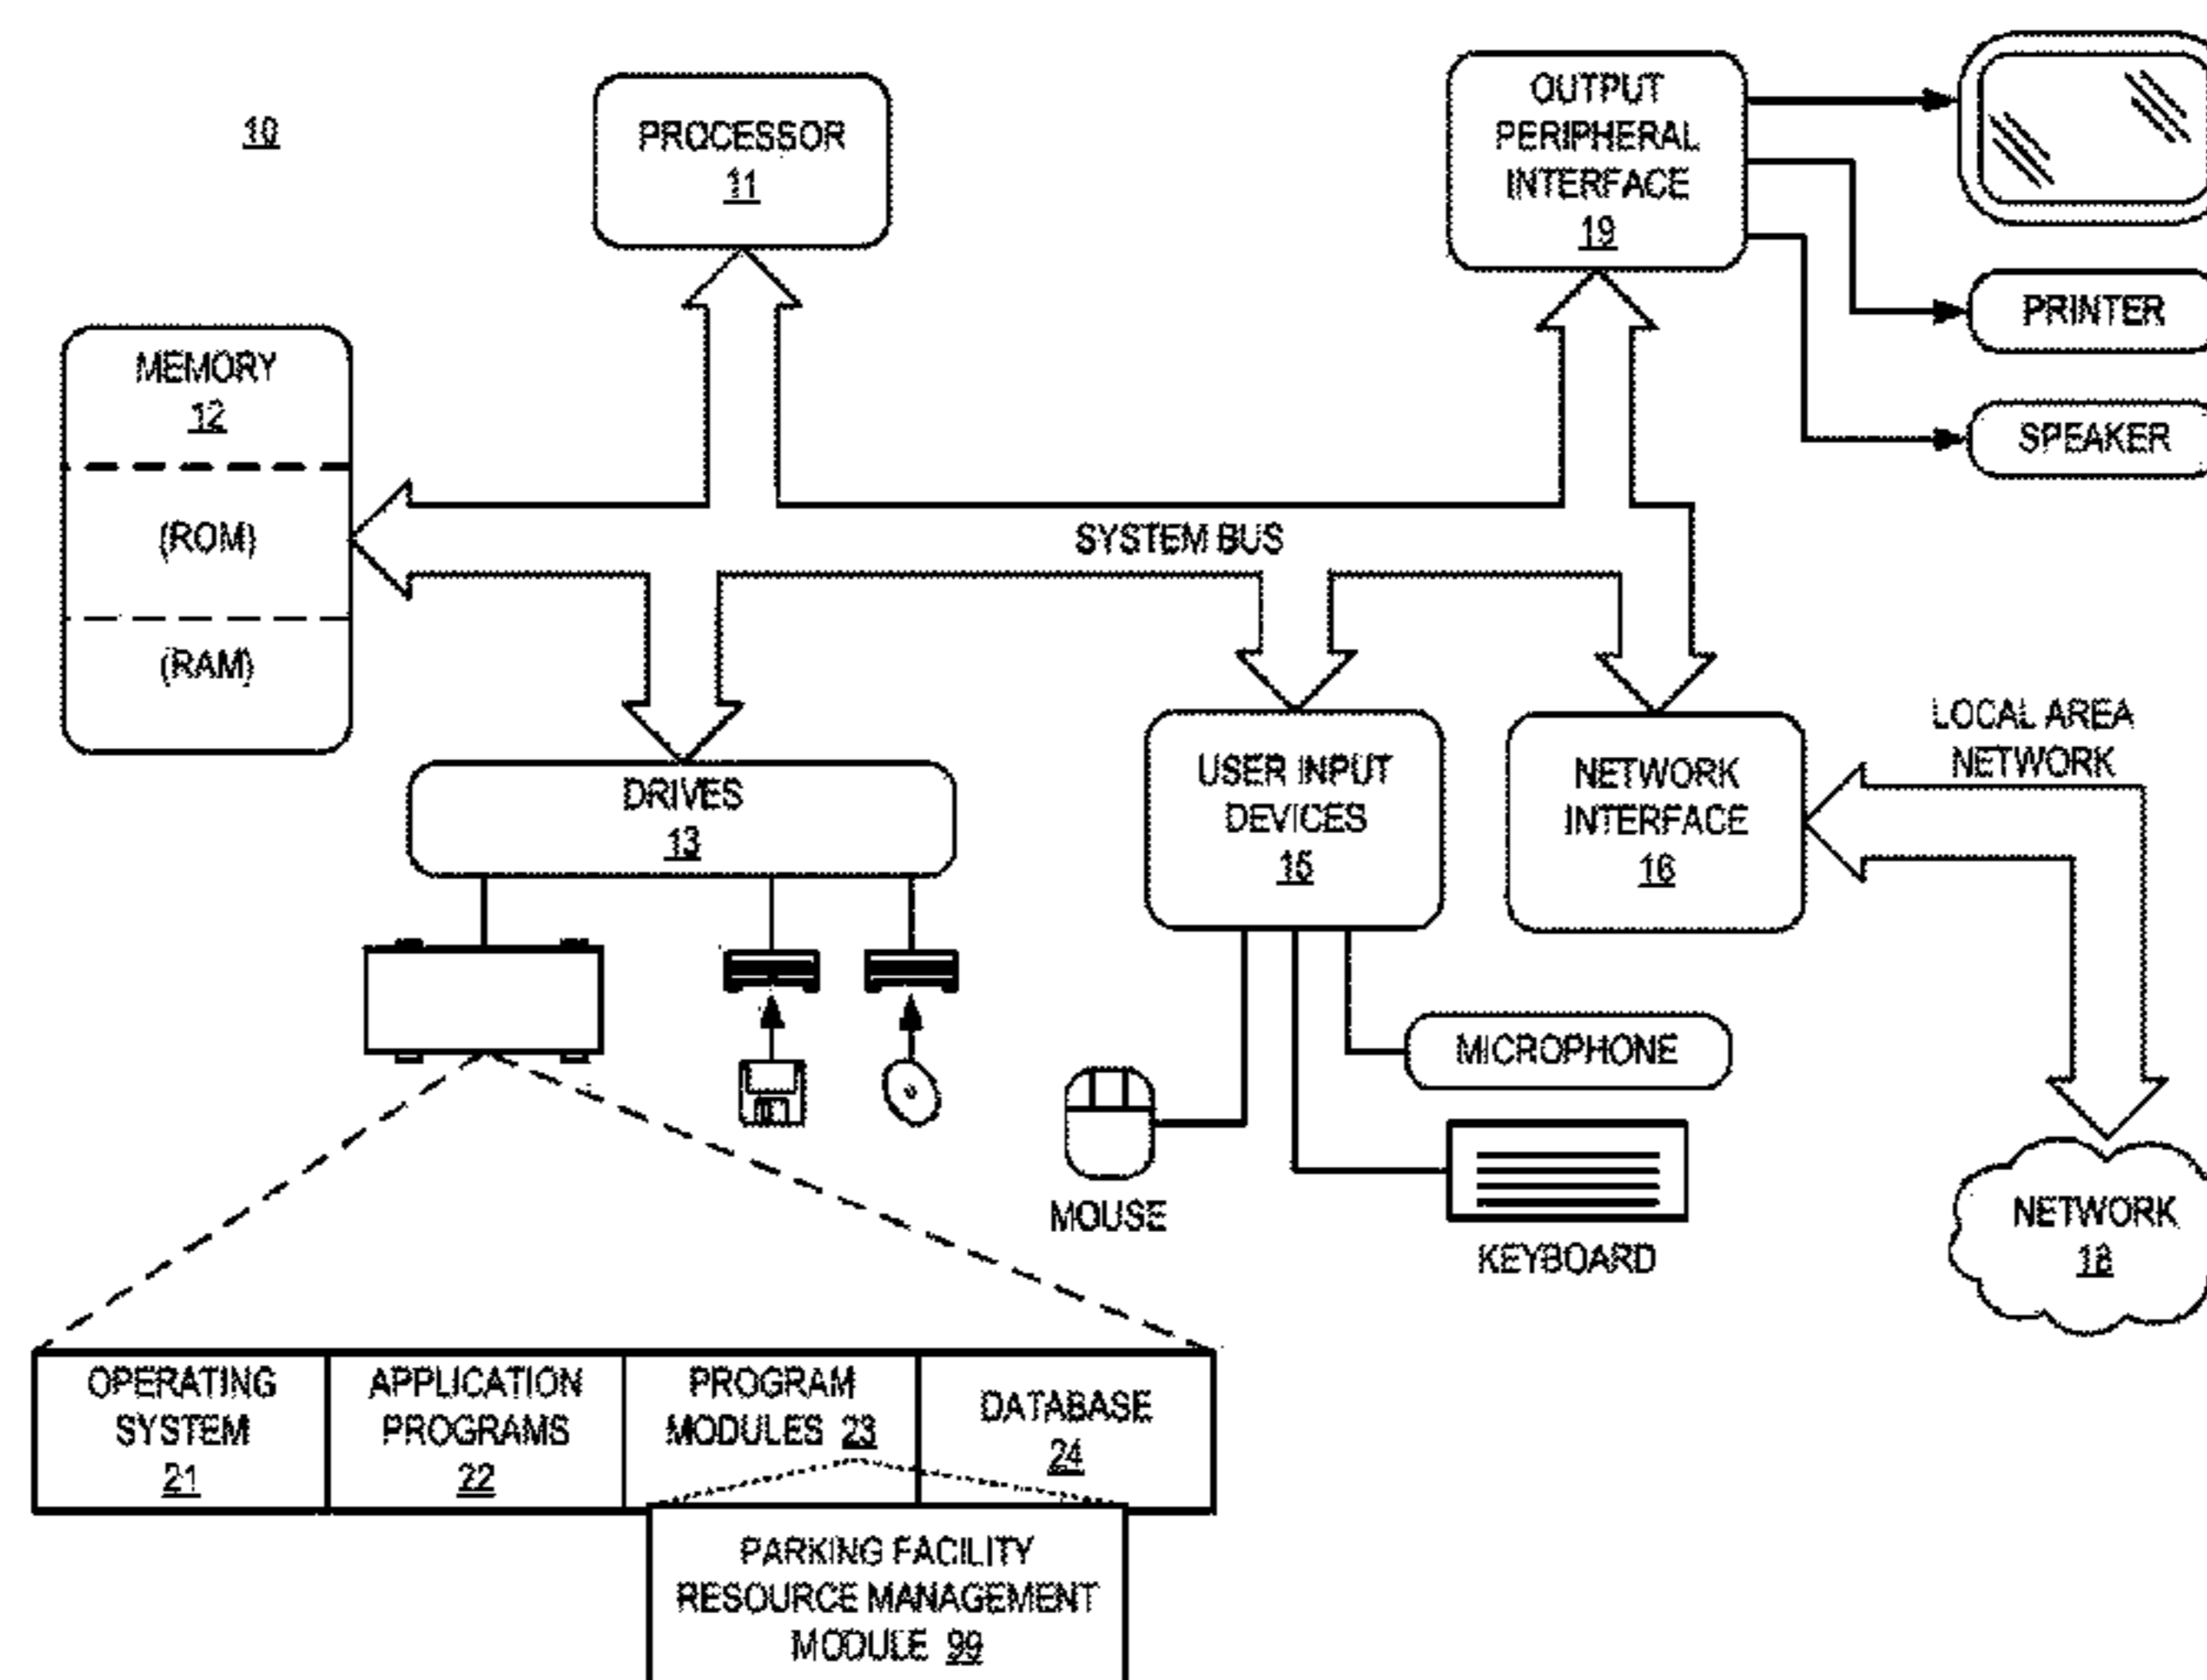 10
PROCESSOR
11
OUTPUT
PERIPHERAL
INTERFACE
19
PRINTER
SPEAKER
MEMORY
12
(ROM)
(RAM)
SYSTEM BUS
DRIVES
13
USER INPUT
DEVICES
15
NETWORK
INTERFACE
16
LOCAL AREA
NETWORK
MICROPHONE
MOUSE
KEYBOARD
NETWORK
18
OPERATING
SYSTEM
21
APPLICATION
PROGRAMS
22
PROGRAM
MODULES 23
DATABASE
24
PARKING FACILITY
RESOURCE MANAGEMENT
MODULE 99